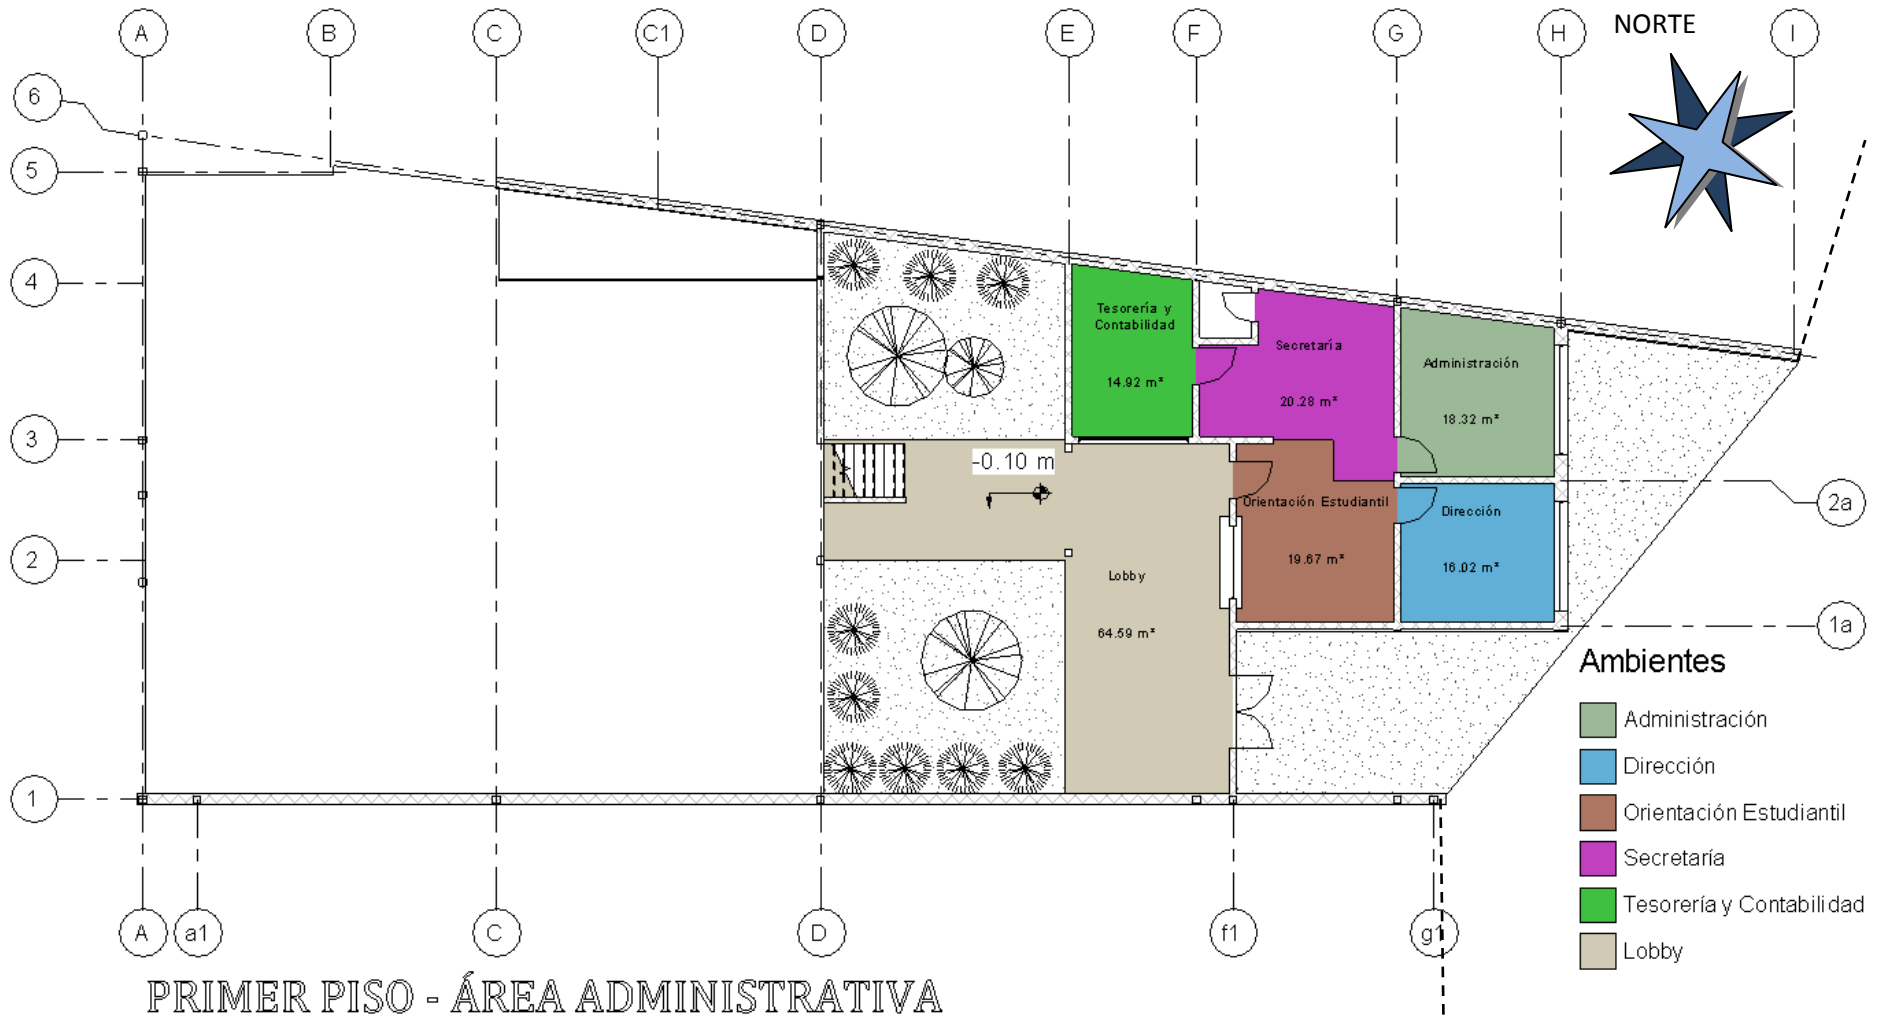 A
B
C
C1
D
E
F
G
H
NORTE
I
6
5
4
3
2
1
Tesorería y
Contabilidad
14.92 m²
Secretaría
20.28 m²
Administración
18.32 m²
-0.10 m
Orientación Estudiantil
19.67 m²
Dirección
16.02 m²
Lobby
64.59 m²
2a
1a
Ambientes
Administración
Dirección
Orientación Estudiantil
Secretaría
Tesorería y Contabilidad
Lobby
A
a1
C
D
f1
g1
PRIMER PISO - ÁREA ADMINISTRATIVA